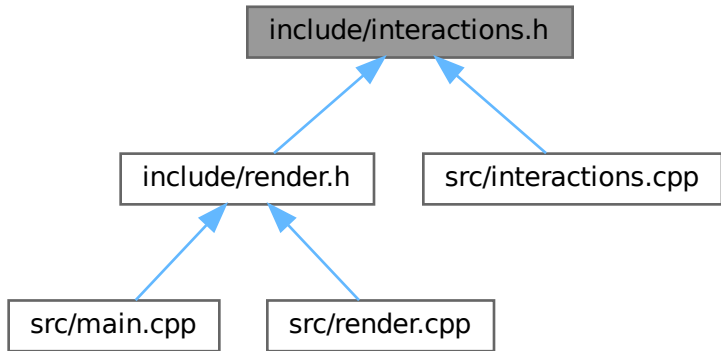 include/interactions.h
include/render.h
src/interactions.cpp
src/main.cpp
src/render.cpp